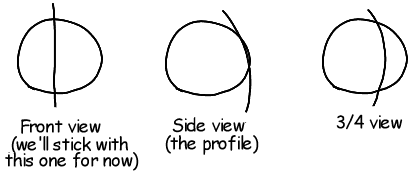 Front view
(we'll stick with
this one for now)
Side view
(the profile)
3/4 view